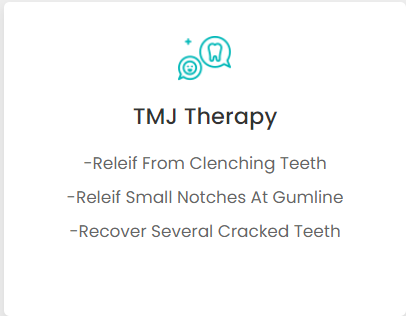 TMJ Therapy
-Releif From Clenching Teeth
-Releif Small Notches At Gumline
-Recover Several Cracked Teeth